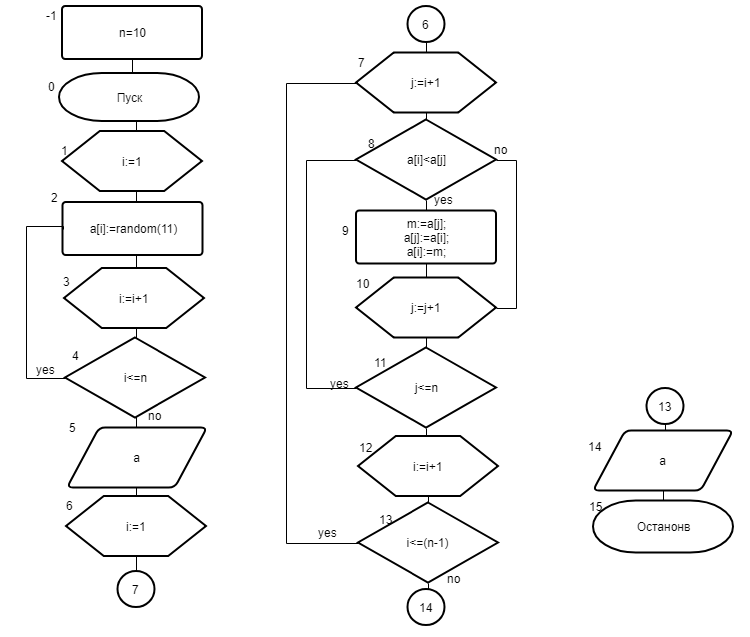 -1
n=10
0
Пуск
1
i:=1
2
a[i]:=random(11)
3
i:=i+1
4
yes
i<=n
no
5
a
6
i:=1
7
6
7
j:=i+1
8
a[i]<a[j]
no
yes
9
m:=a[j];
a[j]:=a[i];
a[i]:=m;
10
j:=j+1
11
yes
j<=n
12
i:=i+1
13
yes
i<=(n-1)
no
14
13
14
a
15
Останонв